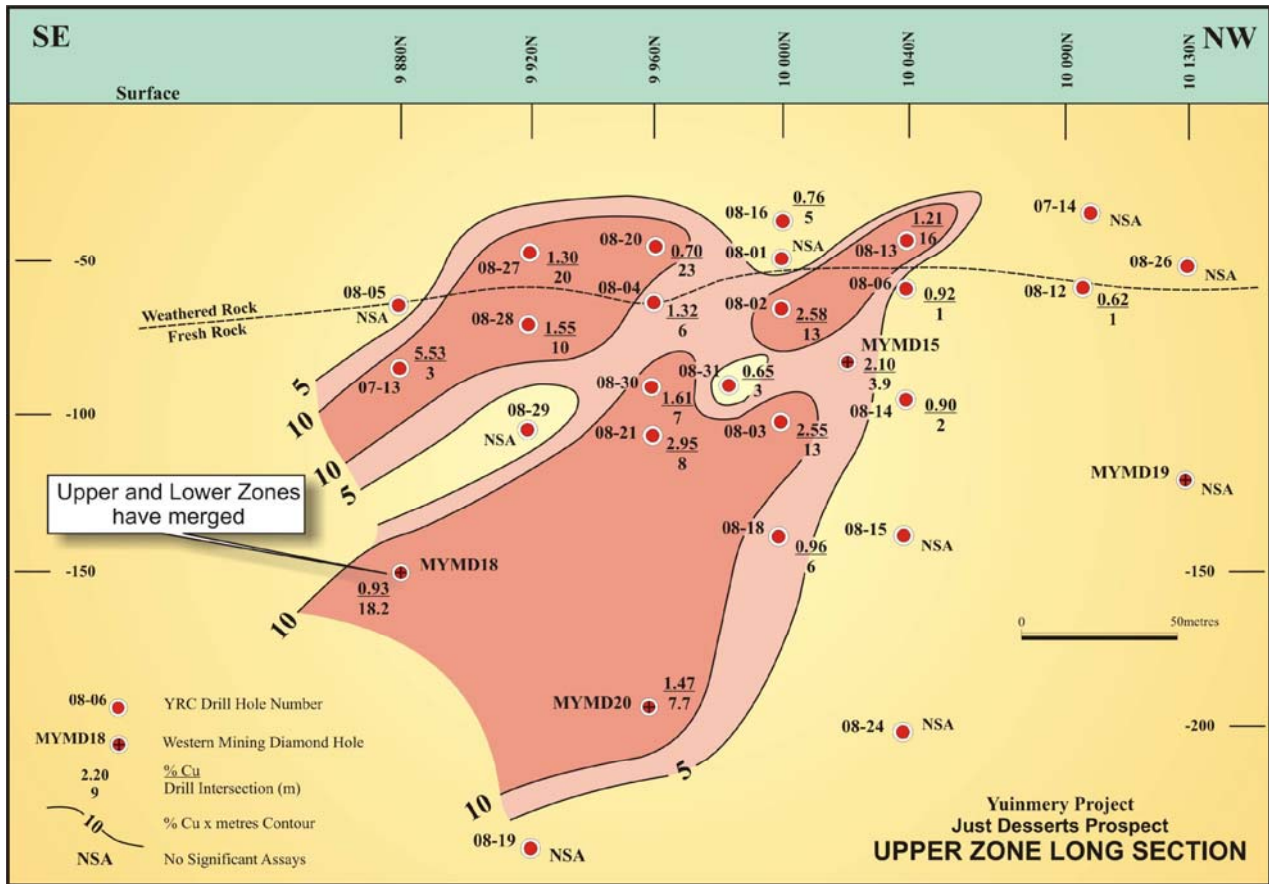 SE
NW
9 880N
9 920N
9 960N
10 000N
10 040N
10 090N
10 130N
Surface
08-16
0.76
5
07-14
NSA
08-01
NSA
08-13
1.21
16
08-20
0.70
23
08-27
1.30
20
-50
-50
08-26
NSA
08-05
NSA
Weathered Rock
Fresh Rock
08-04
1.32
6
08-02
2.58
13
08-06
0.92
1
08-12
0.62
1
08-28
1.55
10
07-13
5.53
3
MYMD15
2.10
3.9
08-30
1.61
7
08-31
0.65
3
08-14
0.90
2
5
10
10
5
-100
-100
08-29
NSA
08-21
2.95
8
08-03
2.55
13
MYMD19
NSA
Upper and Lower Zones
have merged
08-18
0.96
6
08-15
NSA
-150
-150
MYMD18
0.93
18.2
10
0
50metres
MYMD20
1.47
7.7
08-24
NSA
-200
5
10
08-19
NSA
08-06
YRC Drill Hole Number
MYMD18
Western Mining Diamond Hole
2.20
9
% Cu
Drill Intersection (m)
10
% Cu x metres Contour
NSA
No Significant Assays
Yuinmery Project
Just Desserts Prospect
UPPER ZONE LONG SECTION